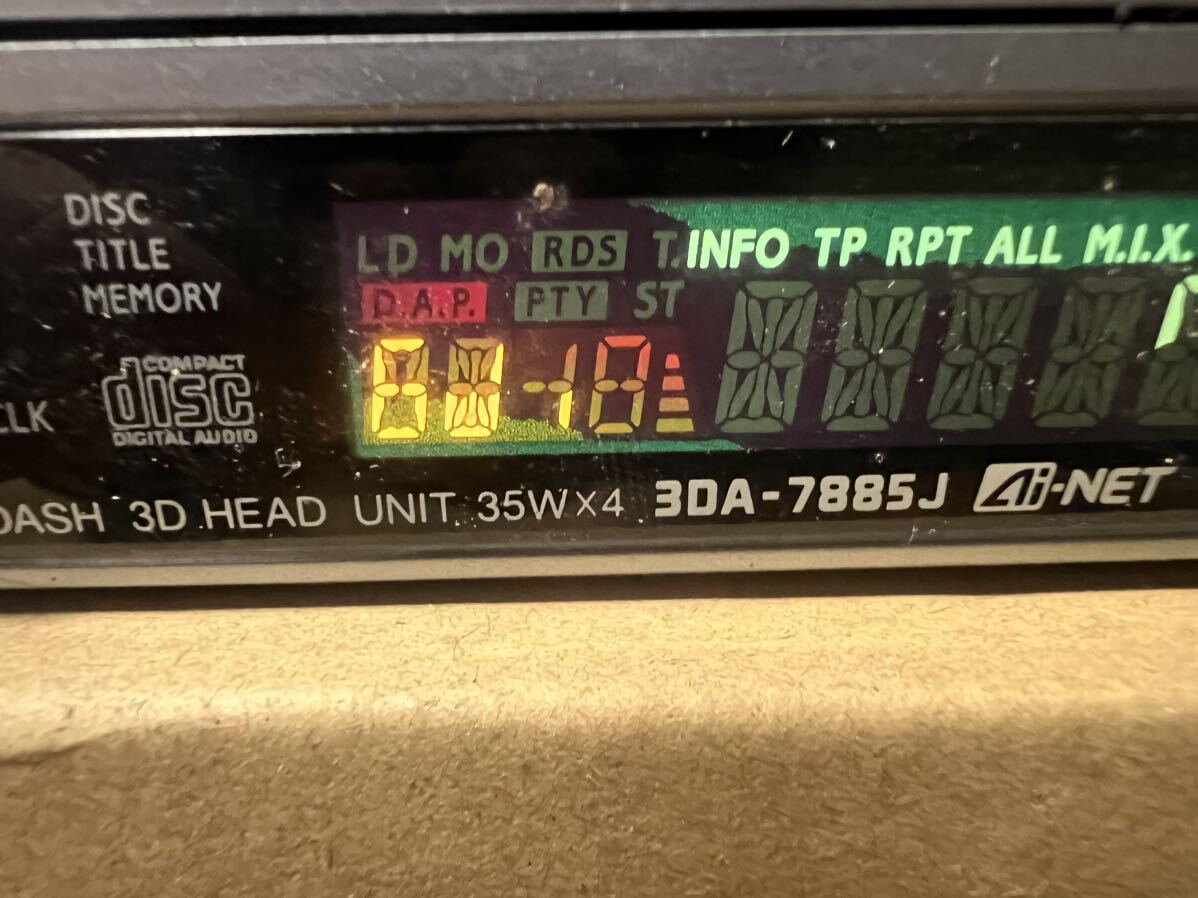 DISC
TITLE
MEMORY
LD MO RDS T.INFO TP RPT ALL M.I.X.
D.A.P. PTY ST
CLK
COMPACT
disc
DIGITAL AUDIO
DASH 3D HEAD UNIT 35W×4 3DA-7885J Ai-NET